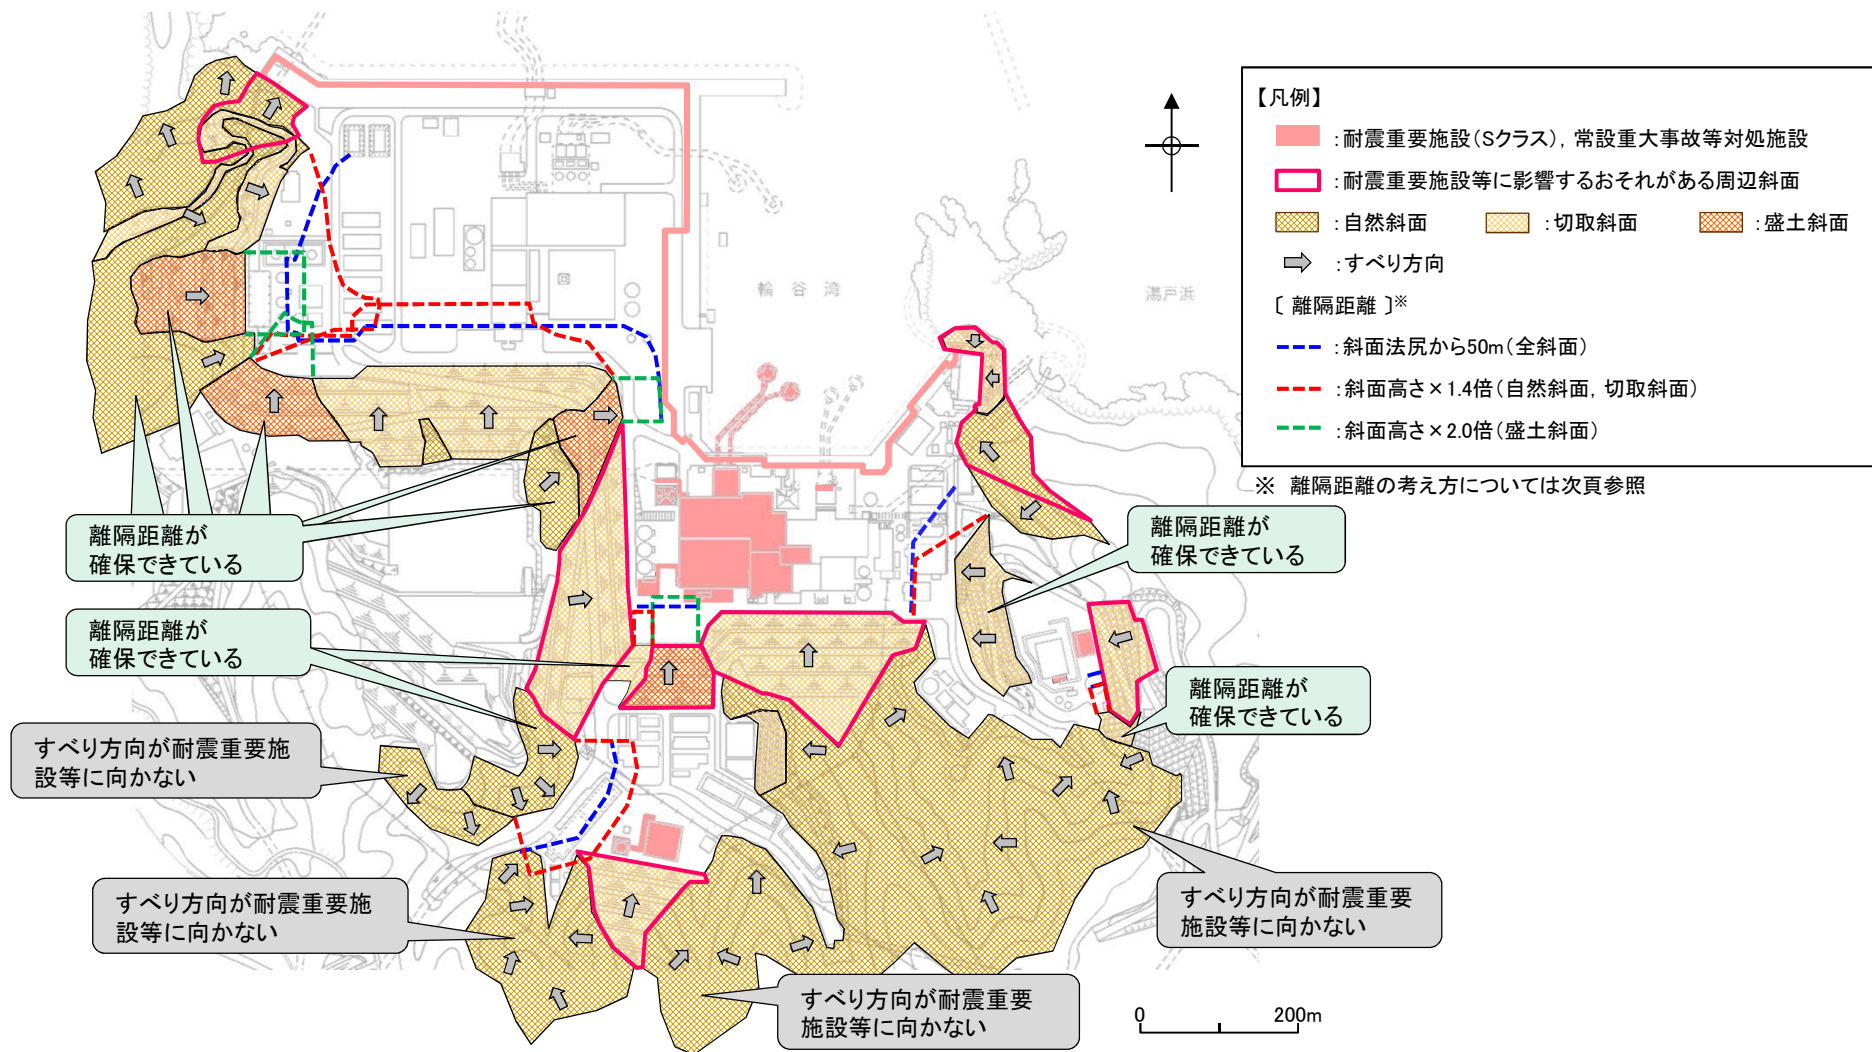 【凡例】
：耐震重要施設(Sクラス)，常設重大事故等対処施設
：耐震重要施設等に影響するおそれがある周辺斜面
：自然斜面
：切取斜面
：盛土斜面
：すべり方向
〔 離隔距離 〕※
：斜面法尻から50m(全斜面)
：斜面高さ×1.4倍(自然斜面，切取斜面)
：斜面高さ×2.0倍(盛土斜面)
※ 離隔距離の考え方については次頁参照
輪谷湾
湯戸浜
離隔距離が
確保できている
離隔距離が
確保できている
離隔距離が
確保できている
離隔距離が
確保できている
すべり方向が耐震重要施
設等に向かない
すべり方向が耐震重要施
設等に向かない
すべり方向が耐震重要
施設等に向かない
すべり方向が耐震重要
施設等に向かない
0 200m